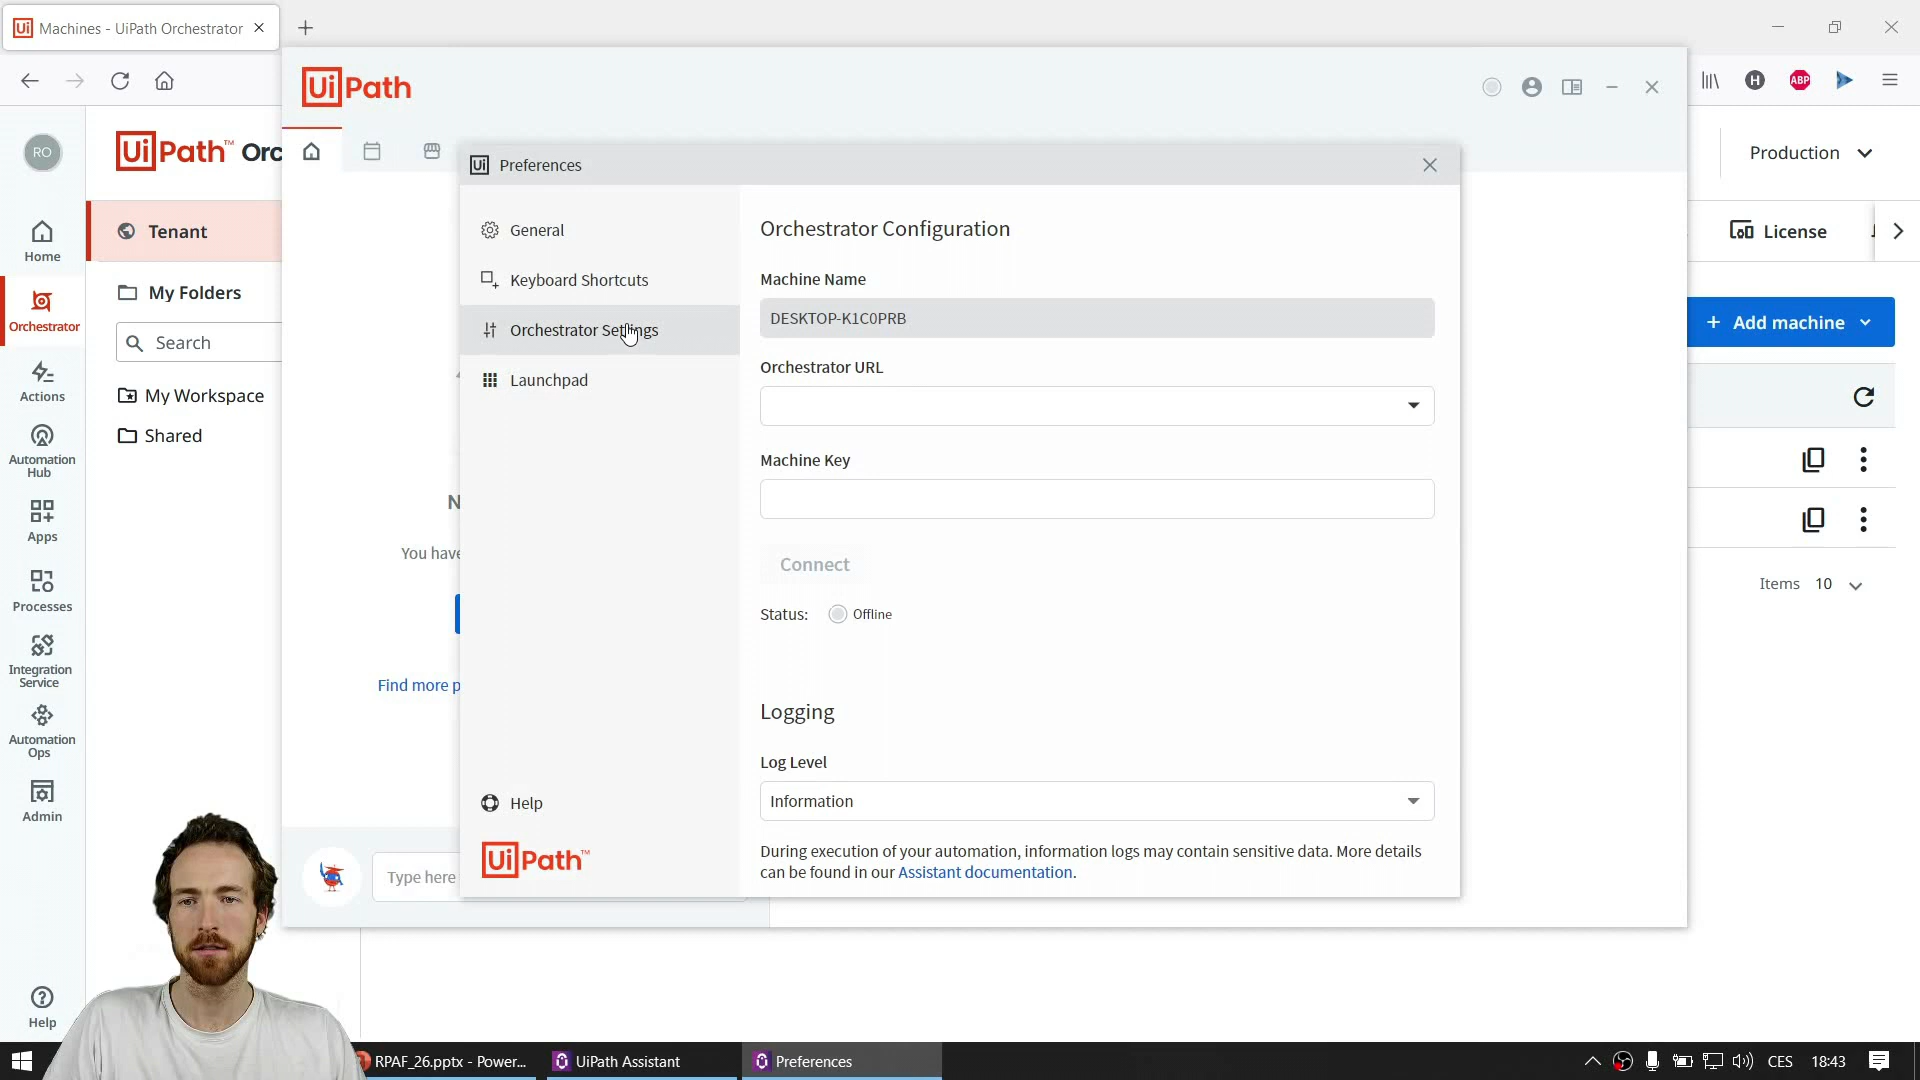 Machines - UiPath Orchestrator
UiPath
RO
UiPath™ Orc
Production
Preferences
Tenant
License
Home
General
Orchestrator Configuration
Keyboard Shortcuts
Machine Name
My Folders
DESKTOP-K1C0PRB
Orchestrator
Orchestrator Settings
Add machine
Search
Orchestrator URL
Launchpad
Actions
My Workspace
Shared
Automation
Hub
Machine Key
N
Apps
You have
Connect
Items 10
Processes
Status: Offline
Integration
Service
Find more p
Logging
Automation
Ops
Log Level
Help
Information
Admin
During execution of your automation, information logs may contain sensitive data. More details
can be found in our Assistant documentation.
UiPath™
Type here
Help
RPAF_26.pptx - Power...
UiPath Assistant
Preferences
CES
18:43
H
ABP